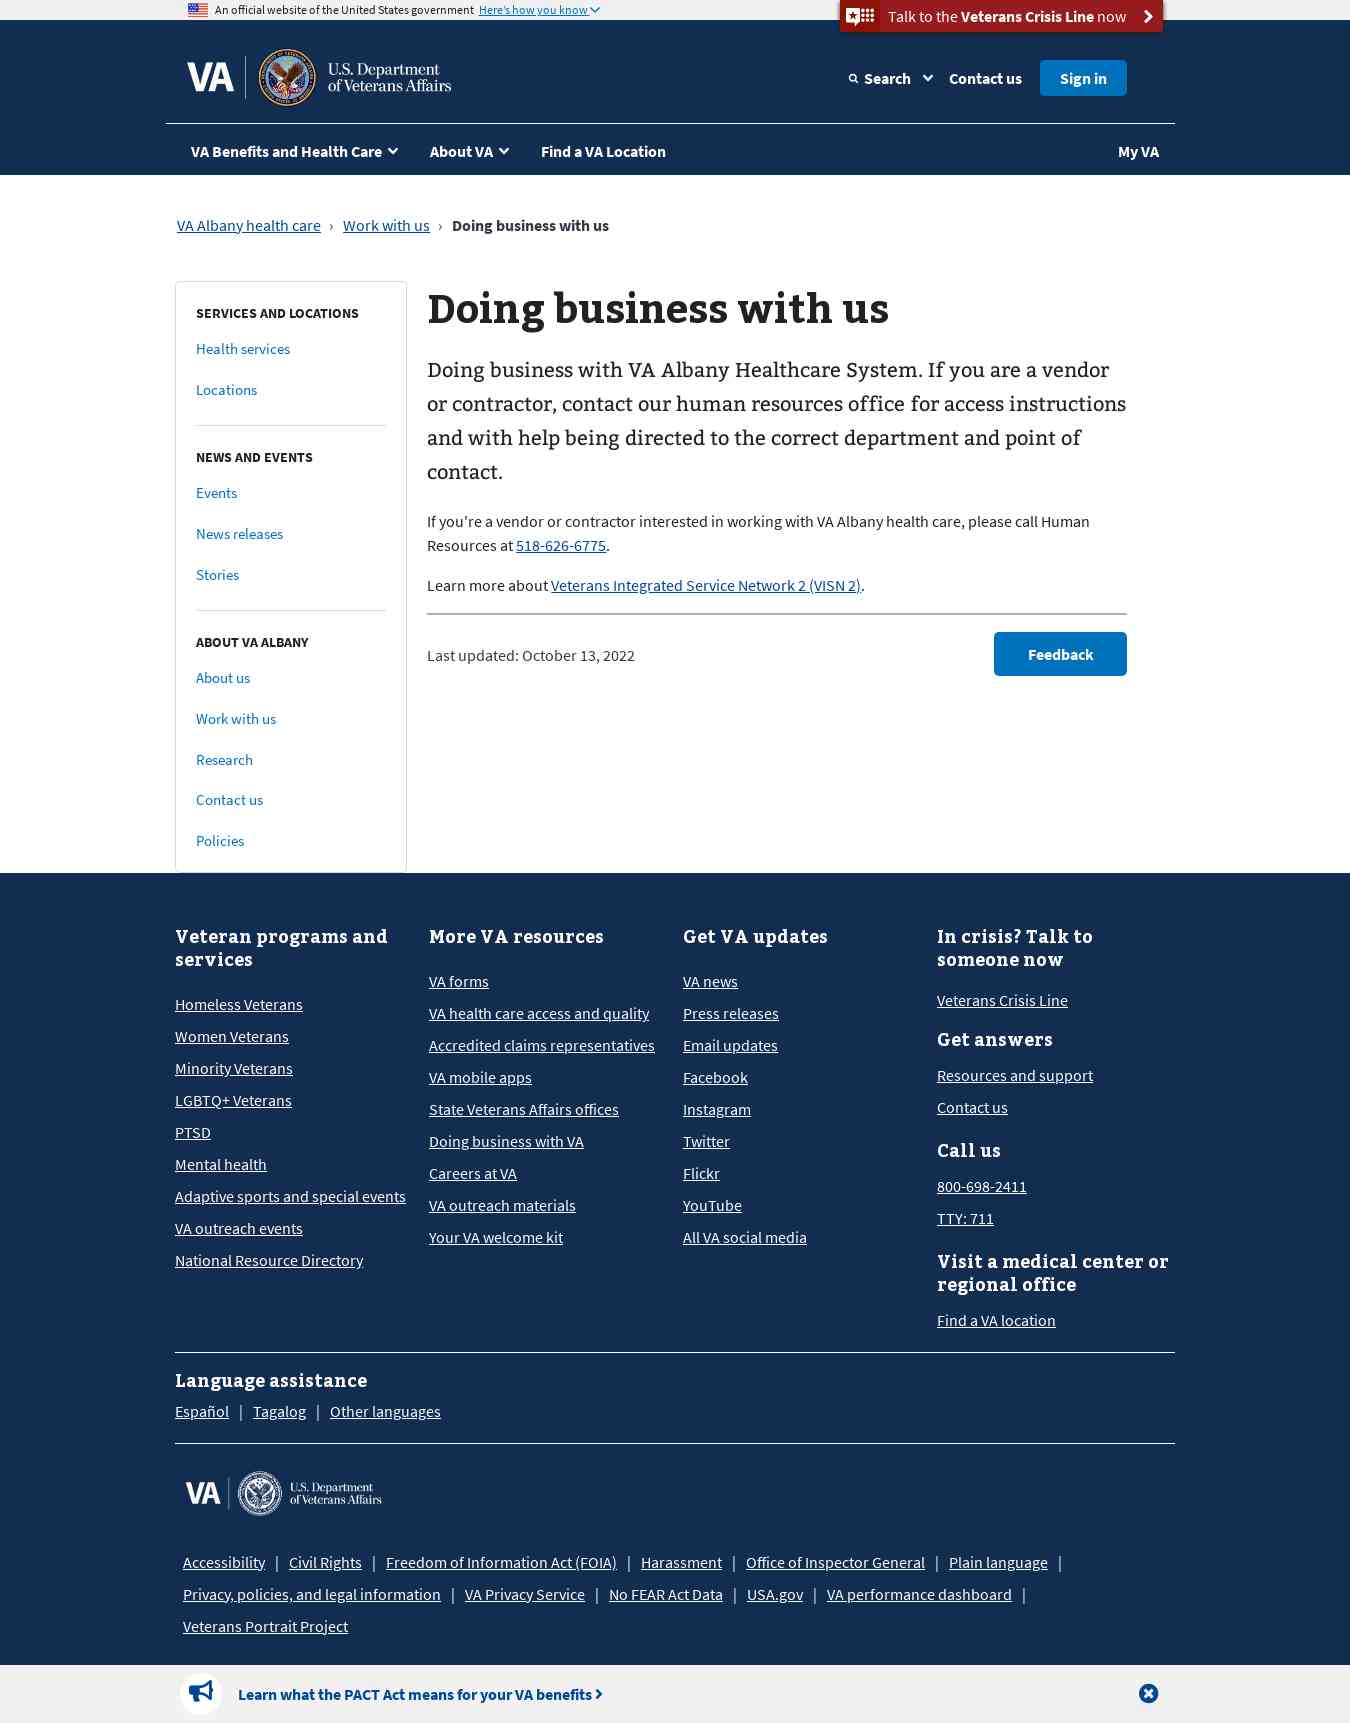 An official website of the United States government Here's how you know
Talk to the Veterans Crisis Line now
VA
U.S. Department
of Veterans Affairs
Search
Contact us
Sign in
VA Benefits and Health Care
About VA
Find a VA Location
My VA
VA Albany health care › Work with us › Doing business with us
SERVICES AND LOCATIONS
Health services
Locations
NEWS AND EVENTS
Events
News releases
Stories
ABOUT VA ALBANY
About us
Work with us
Research
Contact us
Policies
Doing business with us
Doing business with VA Albany Healthcare System. If you are a vendor
or contractor, contact our human resources office for access instructions
and with help being directed to the correct department and point of
contact.
If you're a vendor or contractor interested in working with VA Albany health care, please call Human
Resources at 518-626-6775.
Learn more about Veterans Integrated Service Network 2 (VISN 2).
Last updated: October 13, 2022
Feedback
Veteran programs and
services
Homeless Veterans
Women Veterans
Minority Veterans
LGBTQ+ Veterans
PTSD
Mental health
Adaptive sports and special events
VA outreach events
National Resource Directory
More VA resources
VA forms
VA health care access and quality
Accredited claims representatives
VA mobile apps
State Veterans Affairs offices
Doing business with VA
Careers at VA
VA outreach materials
Your VA welcome kit
Get VA updates
VA news
Press releases
Email updates
Facebook
Instagram
Twitter
Flickr
YouTube
All VA social media
In crisis? Talk to
someone now
Veterans Crisis Line
Get answers
Resources and support
Contact us
Call us
800-698-2411
TTY: 711
Visit a medical center or
regional office
Find a VA location
Language assistance
Español | Tagalog | Other languages
VA
U.S. Department
of Veterans Affairs
Accessibility | Civil Rights | Freedom of Information Act (FOIA) | Harassment | Office of Inspector General | Plain language |
Privacy, policies, and legal information | VA Privacy Service | No FEAR Act Data | USA.gov | VA performance dashboard |
Veterans Portrait Project
Learn what the PACT Act means for your VA benefits